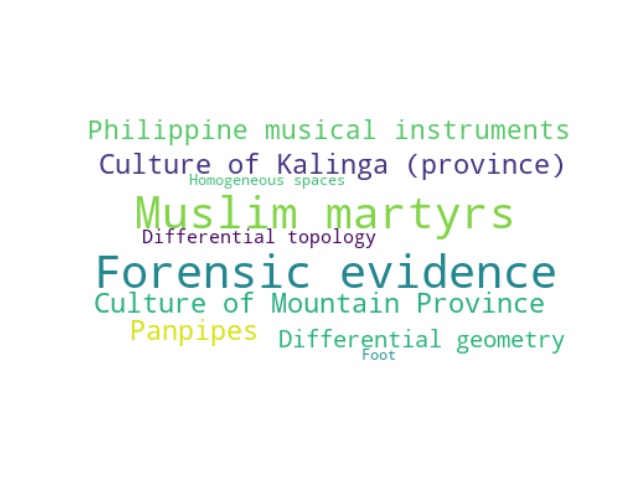 Philippine musical instruments
Culture of Kalinga (province)
Homogeneous spaces
Muslim martyrs
Differential topology
Forensic evidence
Culture of Mountain Province
Panpipes
Differential geometry
Foot